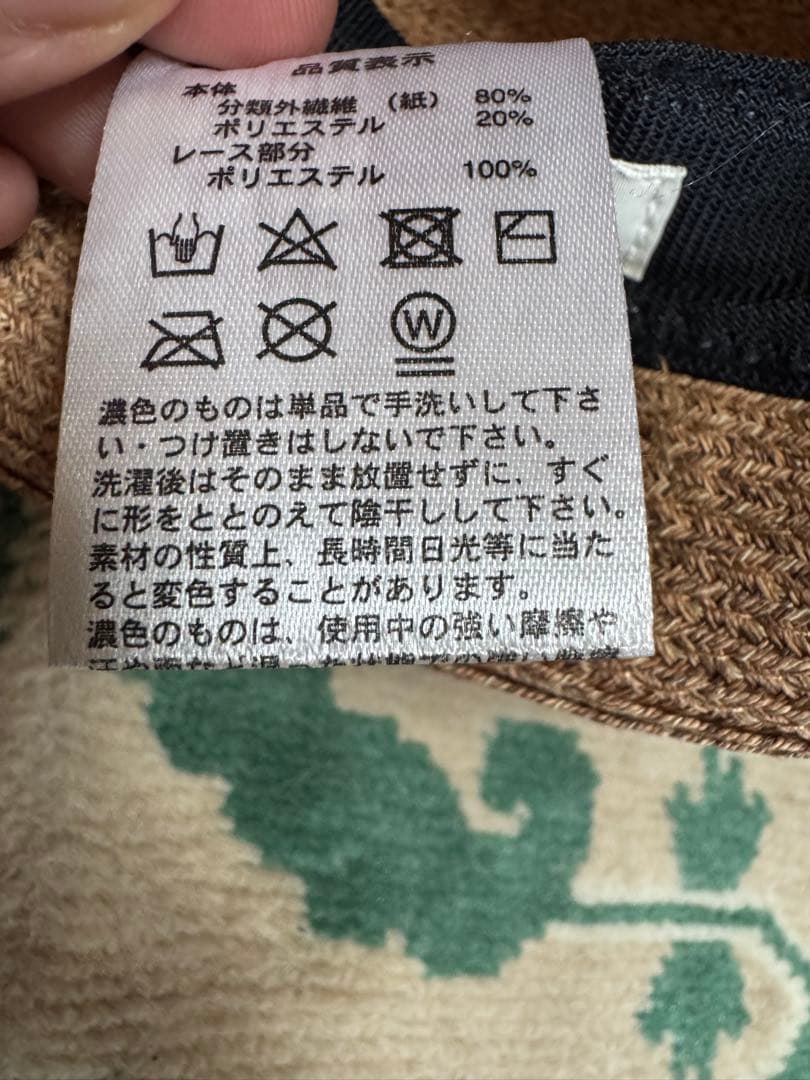 品質表示
本体
分類外繊維 （紙） 80%
ポリエステル 20%
レース部分
ポリエステル 100%
W
濃色のものは単品で手洗いして下さ
い・つけ置きはしないで下さい。
洗濯後はそのまま放置せずに、すぐ
に形をととのえて陰干しして下さい。
素材の性質上、長時間日光等に当た
ると変色することがあります。
濃色のものは、使用中の強い摩擦や